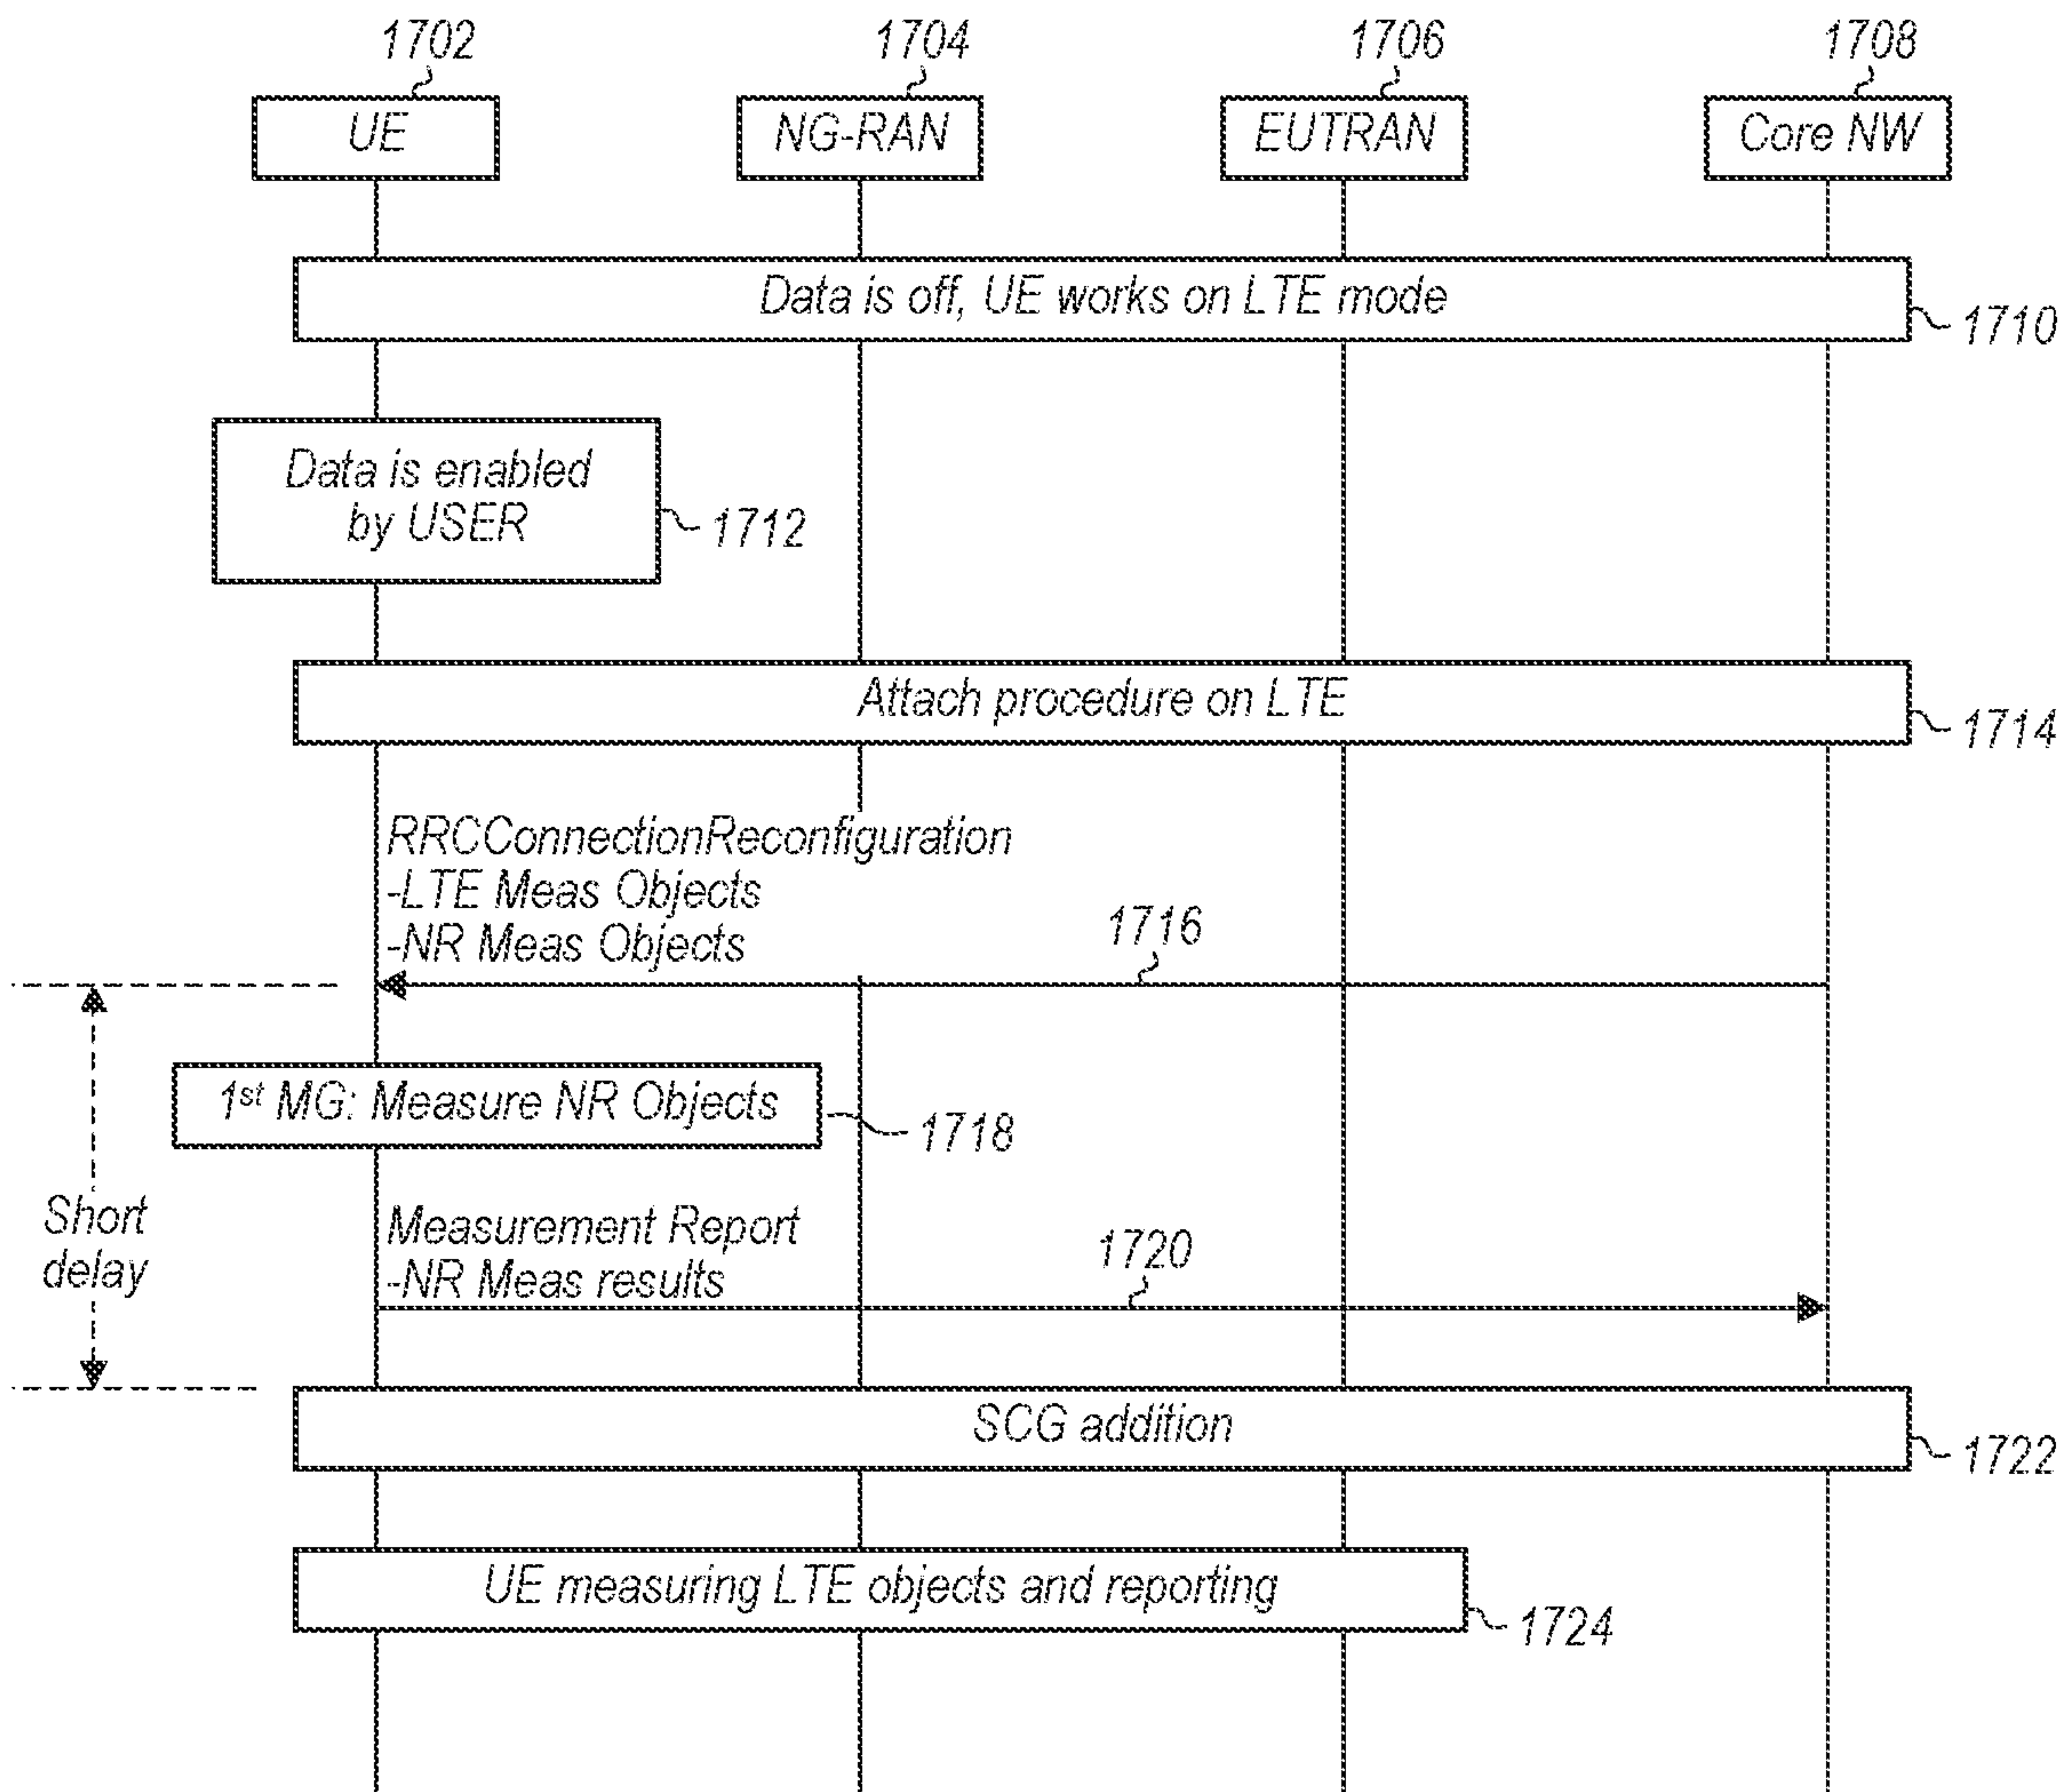 1702
1704
1706
1708
UE
NG-RAN
EUTRAN
Core NW
Data is off, UE works on LTE mode
1710
Data is enabled
by USER
1712
Attach procedure on LTE
1714
RRCConnectionReconfiguration
-LTE Meas Objects
-NR Meas Objects
1716
1st MG: Measure NR Objects
1718
Short
delay
Measurement Report
-NR Meas results
1720
SCG addition
1722
UE measuring LTE objects and reporting
1724